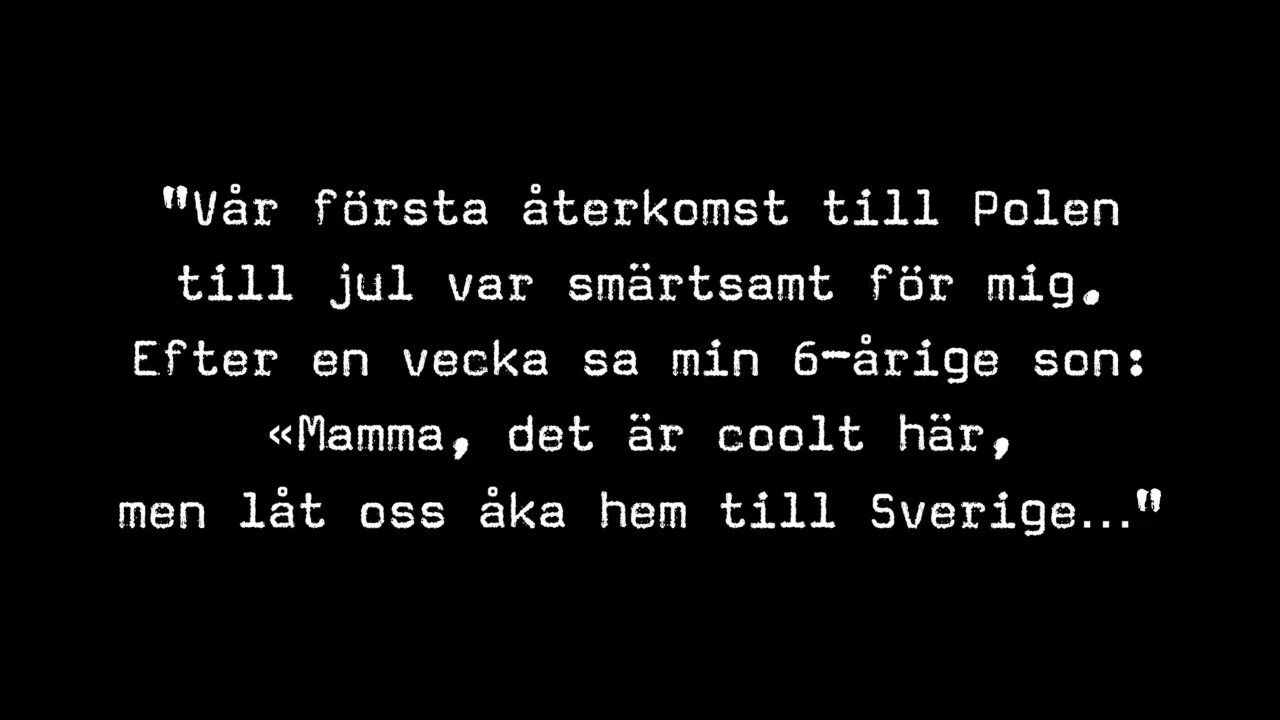 "Vår första återkomst till Polen
till jul var smärtsamt för mig.
Efter en vecka sa min 6-årige son:
«Mamma, det är coolt här,
men låt oss åka hem till Sverige..."